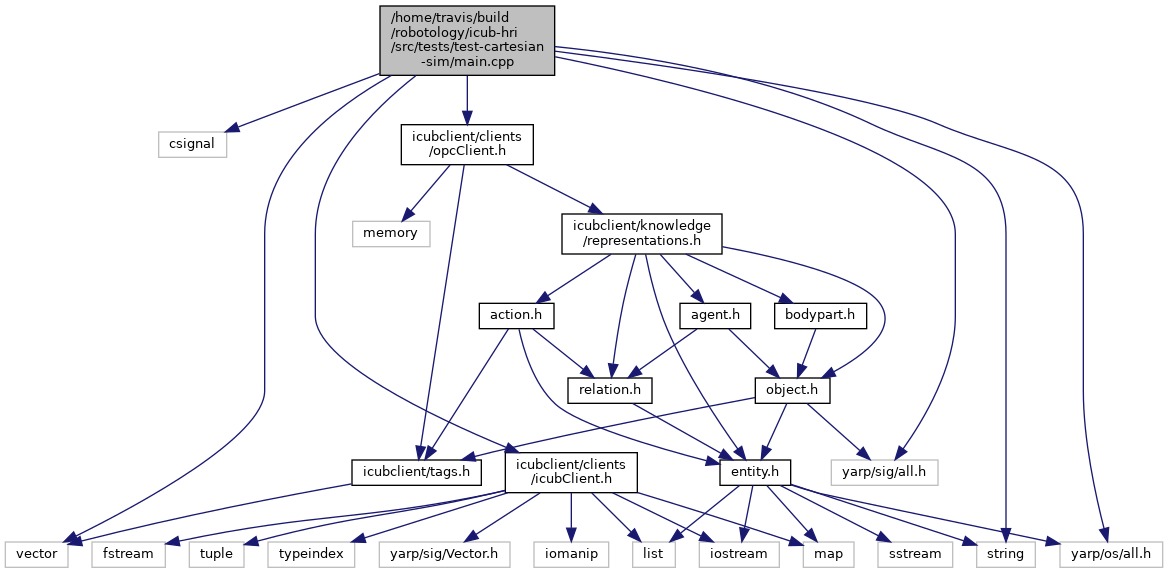 /home/travis/build
/robotology/icub-hri
/src/tests/test-cartesian
-sim/main.cpp
csignal
icubclient/clients
/opcClient.h
memory
icubclient/knowledge
/representations.h
action.h
agent.h
bodypart.h
relation.h
object.h
icubclient/tags.h
icubclient/clients
/icubClient.h
entity.h
yarp/sig/all.h
vector
fstream
tuple
typeindex
yarp/sig/Vector.h
iomanip
list
iostream
map
sstream
string
yarp/os/all.h